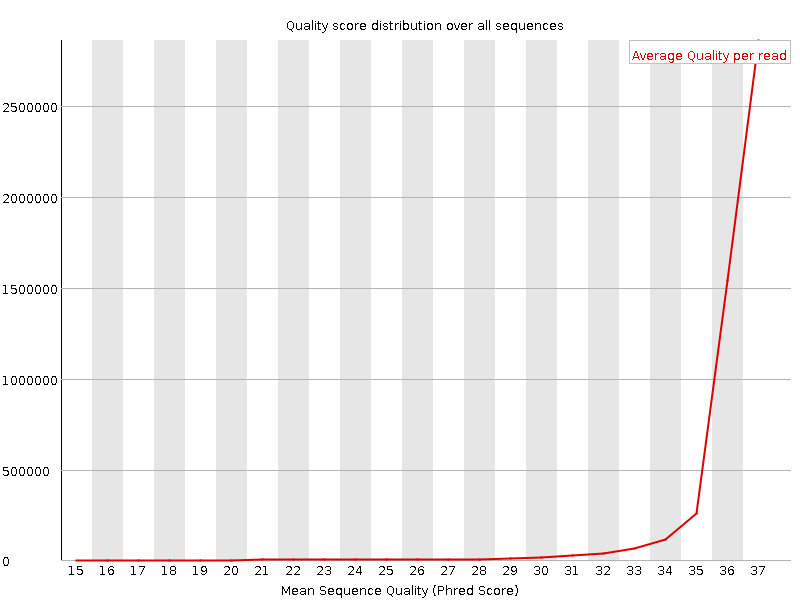 Quality score distribution over all sequences
Average Quality per read
2500000
2000000
1500000
1000000
500000
0
15 16 17 18 19 20 21 22 23 24 25 26 27 28 29 30 31 32 33 34 35 36 37
Mean Sequence Quality (Phred Score)